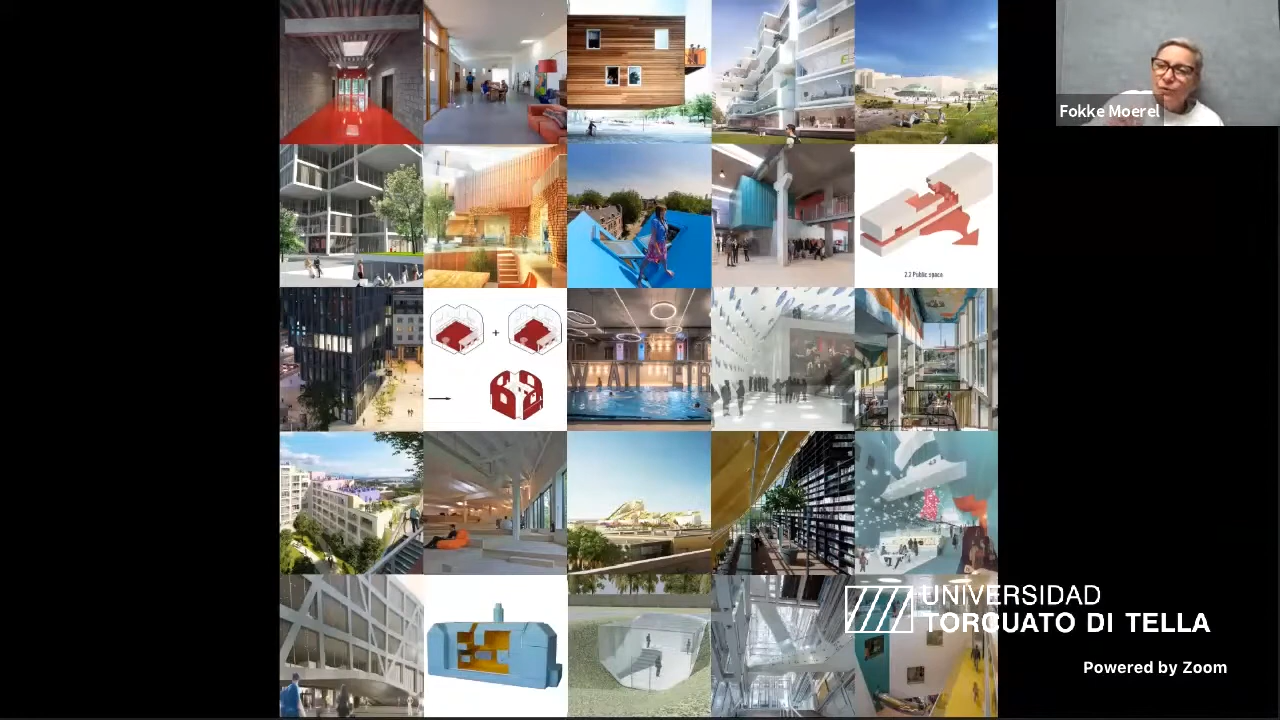 Fokke Moerel
2.2 Public space
UNIVERSIDAD
TORCUATO DI TELLA
Powered by Zoom